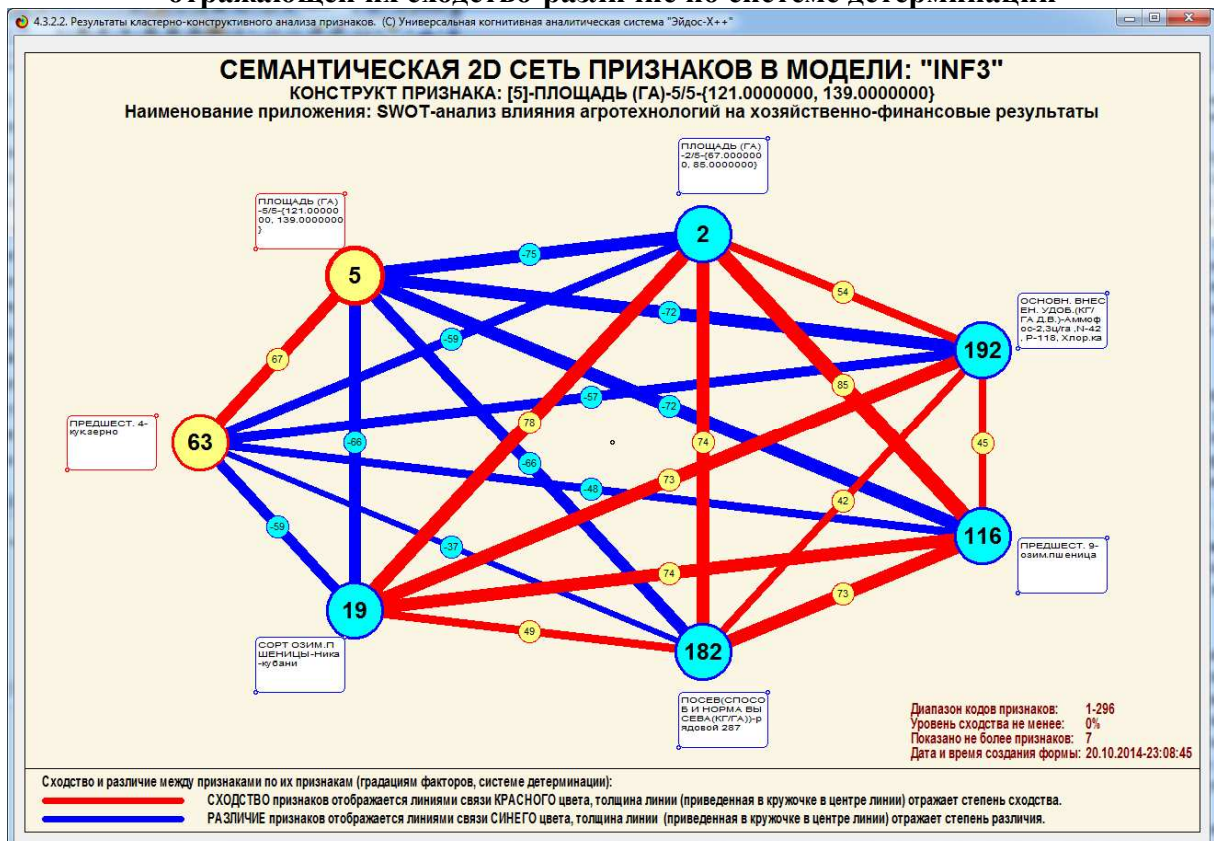 отражающей их сходство-различие по системе детерминации
4.3.2.2. Результаты кластерно-конструктивного анализа признаков. (С) Универсальная когнитивная аналитическая система "Эйдос-X++"
СЕМАНТИЧЕСКАЯ 2D СЕТЬ ПРИЗНАКОВ В МОДЕЛИ: "INF3"
КОНСТРУКТ ПРИЗНАКА: [5]-ПЛОЩАДЬ (ГА)-5/5-{121.0000000, 139.0000000}
Наименование приложения: SWOT-анализ влияния агротехнологий на хозяйственно-финансовые результаты
ПЛОЩАДЬ (ГА)
-2/5-{67.000000
0, 85.0000000}
ПЛОЩАДЬ (ГА)
-5/5-{121.00000
00, 139.0000000
}
2
5
-75
54
ОСНОВН. ВНЕС
ЕН. УДОБ.(КГ/
ГА Д.В.)-Аммоф
ос-2,3ц/га ,N-42
, P-118, Хлор.ка
-72
-59
192
67
85
-57
-72
ПРЕДШЕСТ. 4-
кук.зерно
63
78
-66
74
45
-66
73
-48
42
116
-59
-37
74
ПРЕДШЕСТ. 9-
озим.пшеница
73
19
49
182
СОРТ ОЗИМ.П
ШЕНИЦЫ-Ника
-кубани
ПОСЕВ(СПОСО
Б И НОРМА ВЫ
СЕВА(КГ/ГА))-р
ядовой 287
Диапазон кодов признаков: 1-296
Уровень сходства не менее: 0%
Показано не более признаков: 7
Дата и время создания формы: 20.10.2014-23:08:45
Сходство и различие между признаками по их признакам (градациям факторов, системе детерминации):
СХОДСТВО признаков отображается линиями связи КРАСНОГО цвета, толщина линии (приведенная в кружочке в центре линии) отражает степень сходства.
РАЗЛИЧИЕ признаков отображается линиями связи СИНЕГО цвета, толщина линии (приведенная в кружочке в центре линии) отражает степень различия.